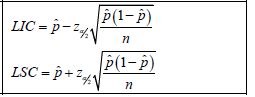 LIC = p̂ − z_{α/2} √(p̂(1−p̂)/n)
LSC = p̂ + z_{α/2} √(p̂(1−p̂)/n)